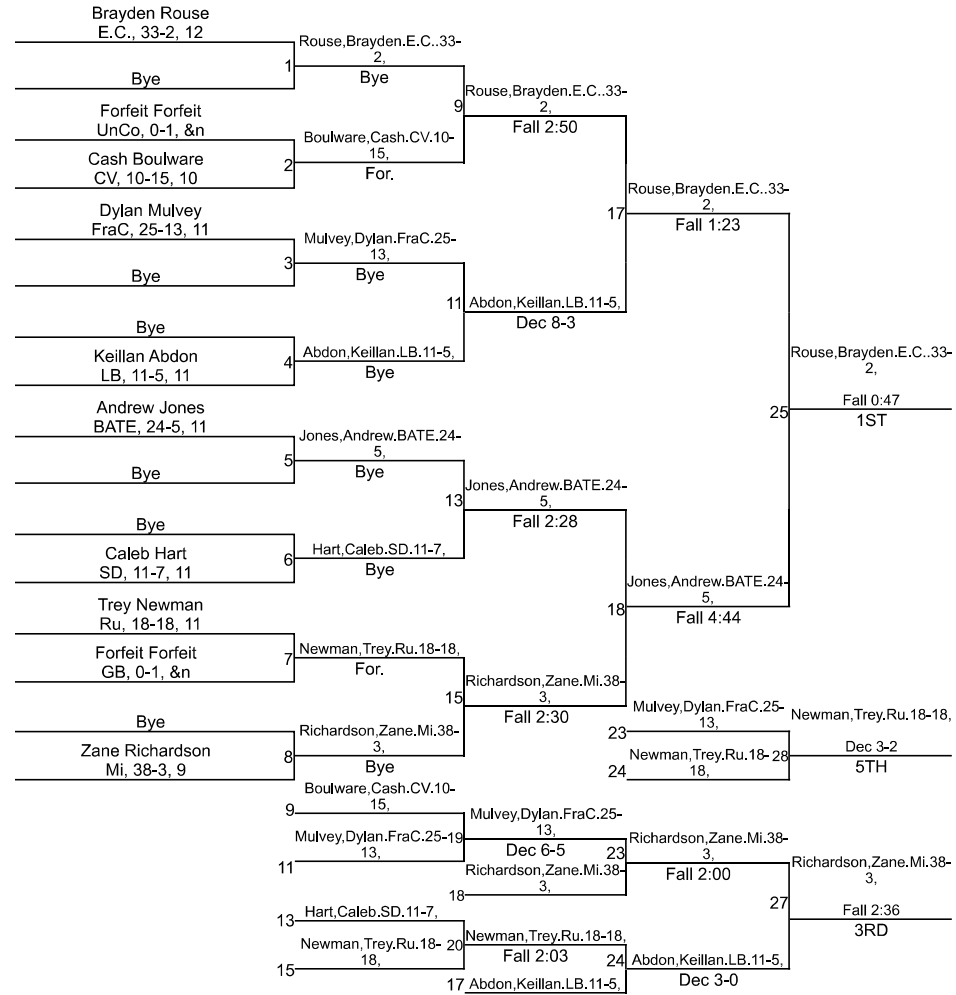 Brayden Rouse
E.C., 33-2, 12
Bye
1
Rouse,Brayden.E.C..33-
2,
Bye
Forfeit Forfeit
UnCo, 0-1, &n
Cash Boulware
CV, 10-15, 10
2
Boulware,Cash.CV.10-
15,
For.
9
Rouse,Brayden.E.C..33-
2,
Fall 2:50
Dylan Mulvey
FraC, 25-13, 11
Bye
3
Mulvey,Dylan.FraC.25-
13,
Bye
Bye
Keillan Abdon
LB, 11-5, 11
4
Abdon,Keillan.LB.11-5,
Bye
11
Abdon,Keillan.LB.11-5,
Dec 8-3
17
Rouse,Brayden.E.C..33-
2,
Fall 1:23
Andrew Jones
BATE, 24-5, 11
Bye
5
Jones,Andrew.BATE.24-
5,
Bye
Bye
Caleb Hart
SD, 11-7, 11
6
Hart,Caleb.SD.11-7,
Bye
13
Jones,Andrew.BATE.24-
5,
Fall 2:28
Trey Newman
Ru, 18-18, 11
Forfeit Forfeit
GB, 0-1, &n
7
Newman,Trey.Ru.18-18,
For.
Bye
Zane Richardson
Mi, 38-3, 9
8
Richardson,Zane.Mi.38-
3,
Bye
15
Richardson,Zane.Mi.38-
3,
Fall 2:30
18
Jones,Andrew.BATE.24-
5,
Fall 4:44
25
Rouse,Brayden.E.C..33-
2,
Fall 0:47
1ST
23
Mulvey,Dylan.FraC.25-
13,
24
Newman,Trey.Ru.18-
18,
28
Newman,Trey.Ru.18-18,
Dec 3-2
5TH
9
Boulware,Cash.CV.10-
15,
11
Mulvey,Dylan.FraC.25-
13,
19
Mulvey,Dylan.FraC.25-
13,
Dec 6-5
18
Richardson,Zane.Mi.38-
3,
23
Richardson,Zane.Mi.38-
3,
Fall 2:00
13
Hart,Caleb.SD.11-7,
15
Newman,Trey.Ru.18-
18,
20
Newman,Trey.Ru.18-18,
Fall 2:03
17
Abdon,Keillan.LB.11-5,
24
Abdon,Keillan.LB.11-5,
Dec 3-0
27
Richardson,Zane.Mi.38-
3,
Fall 2:36
3RD